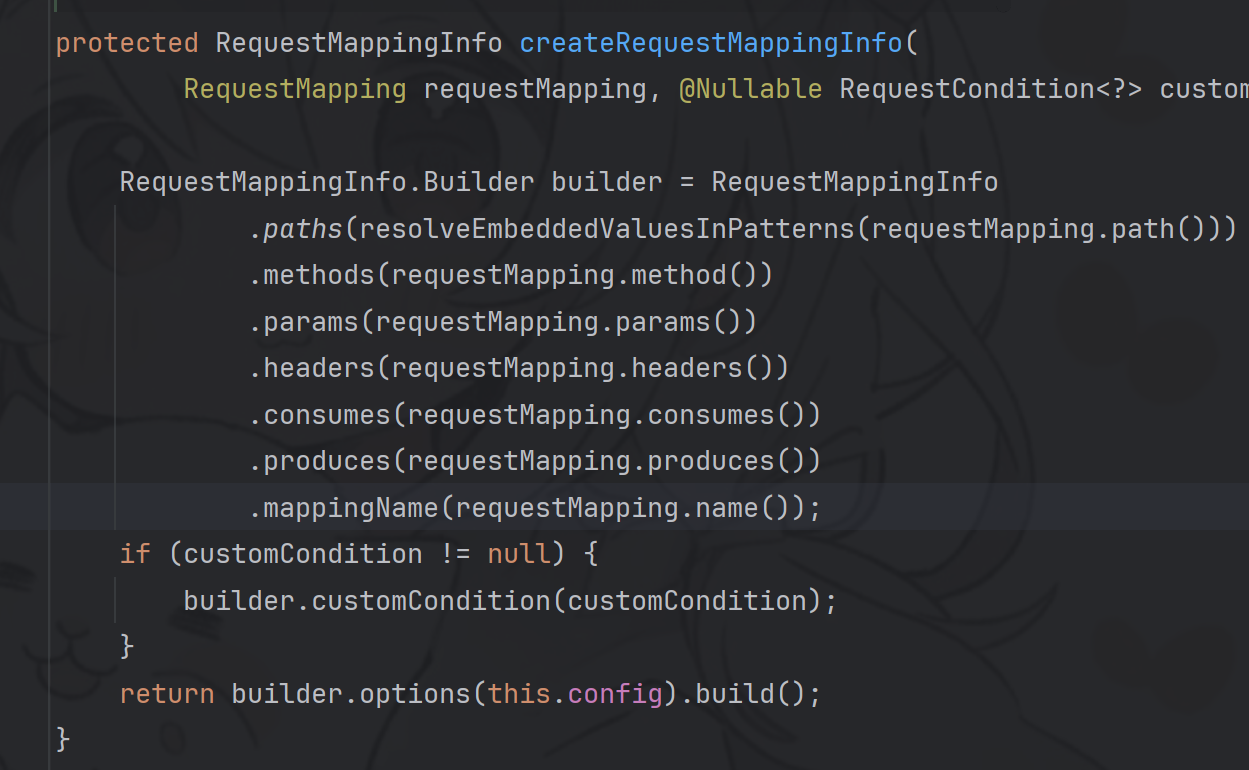 protected RequestMappingInfo createRequestMappingInfo(
RequestMapping requestMapping, @Nullable RequestCondition<?> custom
RequestMappingInfo.Builder builder = RequestMappingInfo
.paths(resolveEmbeddedValuesInPatterns(requestMapping.path()))
.methods(requestMapping.method())
.params(requestMapping.params())
.headers(requestMapping.headers())
.consumes(requestMapping.consumes())
.produces(requestMapping.produces())
.mappingName(requestMapping.name());
if (customCondition != null) {
builder.customCondition(customCondition);
}
return builder.options(this.config).build();
}